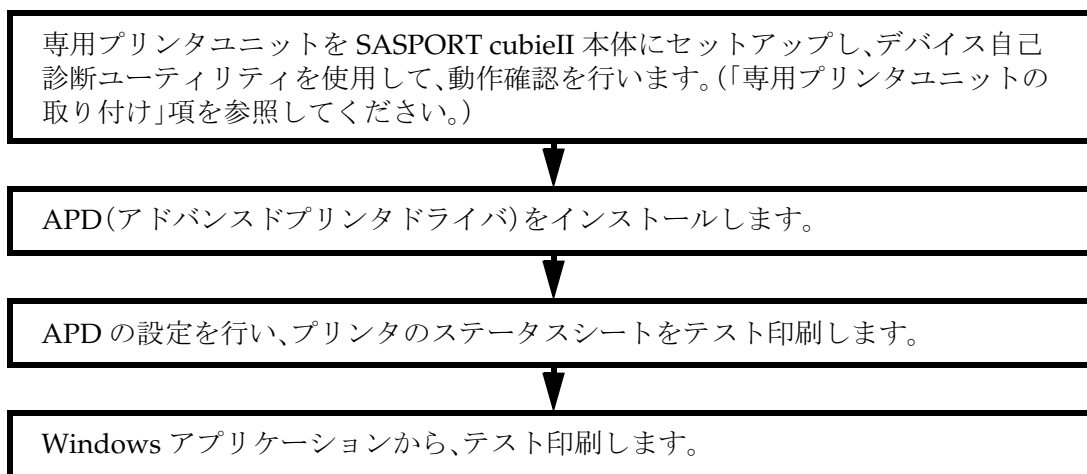 専用プリンタユニットを SASPORT cubieII 本体にセットアップし、デバイス自己
診断ユーティリティを使用して、動作確認を行います。(「専用プリンタユニットの
取り付け」項を参照してください。)
APD(アドバンスドプリンタドライバ)をインストールします。
APD の設定を行い、プリンタのステータスシートをテスト印刷します。
Windows アプリケーションから、テスト印刷します。